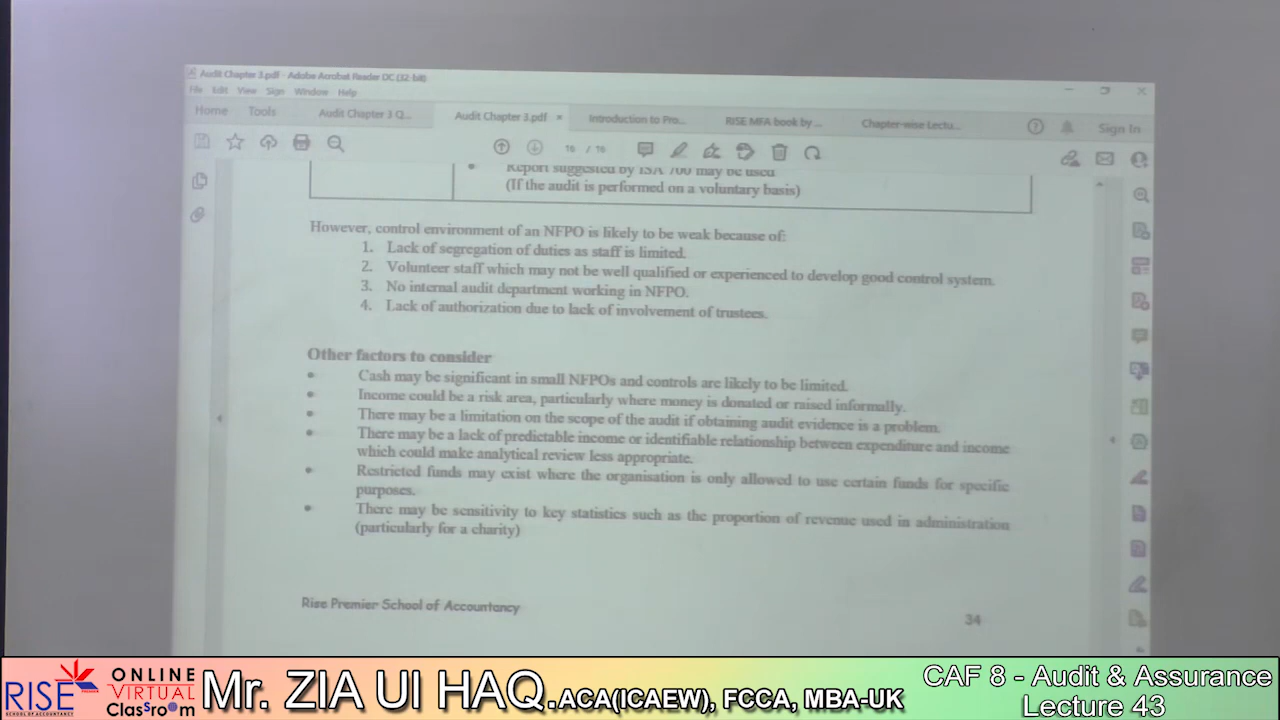 Audit Chapter 3.pdf - Adobe Acrobat Reader DC (32-bit)
File Edit View Sign Window Help
Home Tools Audit Chapter 3 Q... Audit Chapter 3.pdf × Introduction to Pro... RISE MFA book by ... Chapter-wise Lectu... Sign In
16 / 16
• Report suggested by ISA 700 may be used
(If the audit is performed on a voluntary basis)
However, control environment of an NFPO is likely to be weak because of:
1. Lack of segregation of duties as staff is limited.
2. Volunteer staff which may not be well qualified or experienced to develop good control system.
3. No internal audit department working in NFPO.
4. Lack of authorization due to lack of involvement of trustees.
Other factors to consider
• Cash may be significant in small NFPOs and controls are likely to be limited.
• Income could be a risk area, particularly where money is donated or raised informally.
• There may be a limitation on the scope of the audit if obtaining audit evidence is a problem.
• There may be a lack of predictable income or identifiable relationship between expenditure and income
which could make analytical review less appropriate.
• Restricted funds may exist where the organisation is only allowed to use certain funds for specific
purposes.
• There may be sensitivity to key statistics such as the proportion of revenue used in administration
(particularly for a charity)
Rise Premier School of Accountancy
34
RISE
SCHOOL OF ACCOUNTANCY
ONLINE
VIRTUAL
ClasSro@m
Mr. ZIA UI HAQ.ACA(ICAEW), FCCA, MBA-UK
CAF 8 - Audit & Assurance
Lecture 43